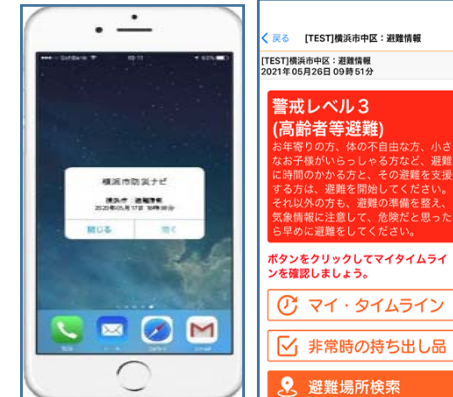 横浜市防災ナビ
横浜市 避難情報
閉じる
開く
戻る [TEST]横浜市中区：避難情報
[TEST]横浜市中区：避難情報
2021年05月26日 09時51分
警戒レベル３
(高齢者等避難)
お年寄りの方、体の不自由な方、小さ
なお子様がいらっしゃる方など、避難
に時間のかかる方と、その避難を支援
する方は、避難を開始してください。
それ以外の方も、避難の準備を整え、
気象情報に注意して、危険だと思った
ら早めに避難をしてください。
ボタンをクリックしてマイタイムライ
ンを確認しましょう。
マイ・タイムライン
非常時の持ち出し品
避難場所検索